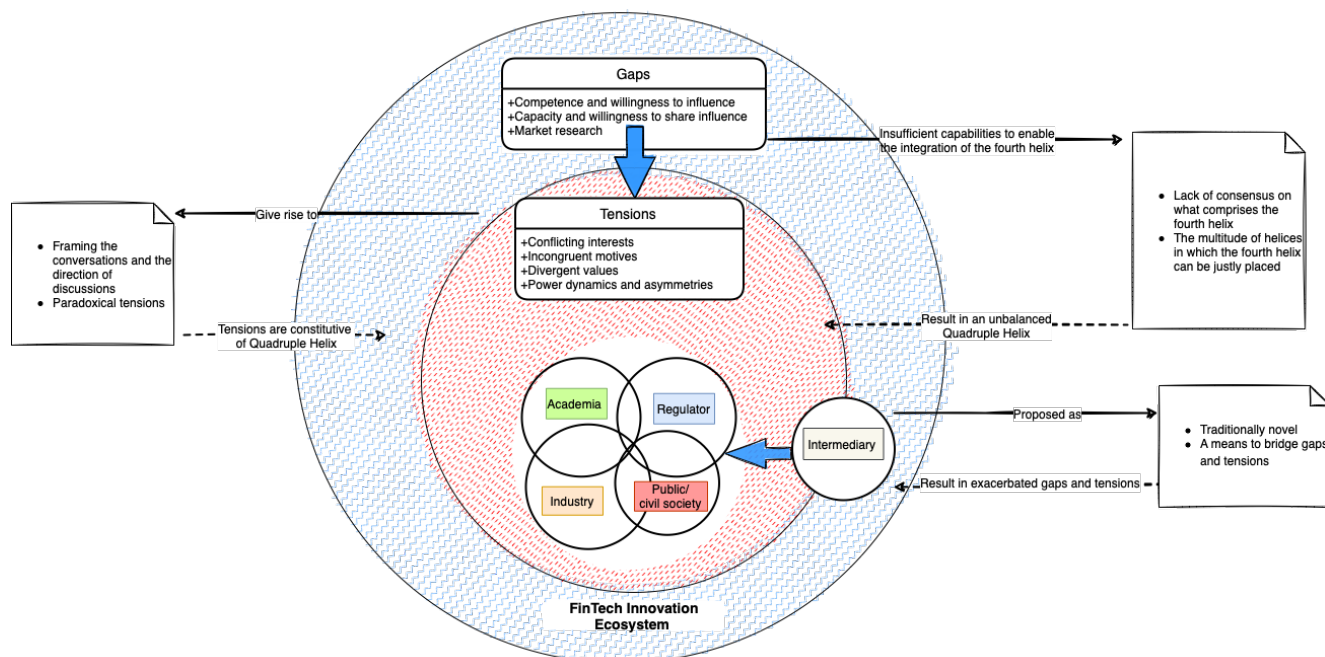 Gaps
+Competence and willingness to influence
+Capacity and willingness to share influence
+Market research
Insufficient capabilities to enable
the integration of the fourth helix
Lack of consensus on
what comprises the
fourth helix
The multitude of helices
in which the fourth helix
can be justly placed
Give rise to
Framing the
conversations and the
direction of
discussions
Paradoxical tensions
Tensions
+Conflicting interests
+Incongruent motives
+Divergent values
+Power dynamics and asymmetries
Tensions are constitutive
of Quadruple Helix
Result in an unbalanced
Quadruple Helix
Academia
Regulator
Industry
Public/
civil society
Intermediary
Proposed as
Traditionally novel
A means to bridge gaps
and tensions
Result in exacerbated gaps and tensions
FinTech Innovation
Ecosystem